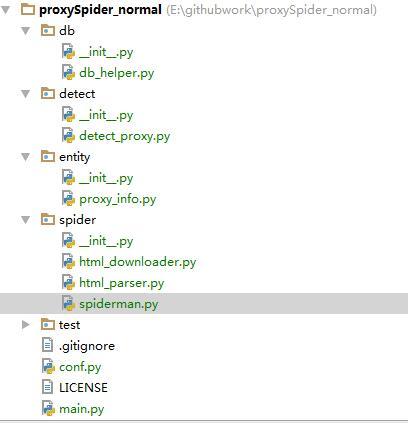 proxySpider_normal (E:\githubwork\proxySpider_normal)
db
__init__.py
db_helper.py
detect
__init__.py
detect_proxy.py
entity
__init__.py
proxy_info.py
spider
__init__.py
html_downloader.py
html_parser.py
spiderman.py
test
.gitignore
conf.py
LICENSE
main.py